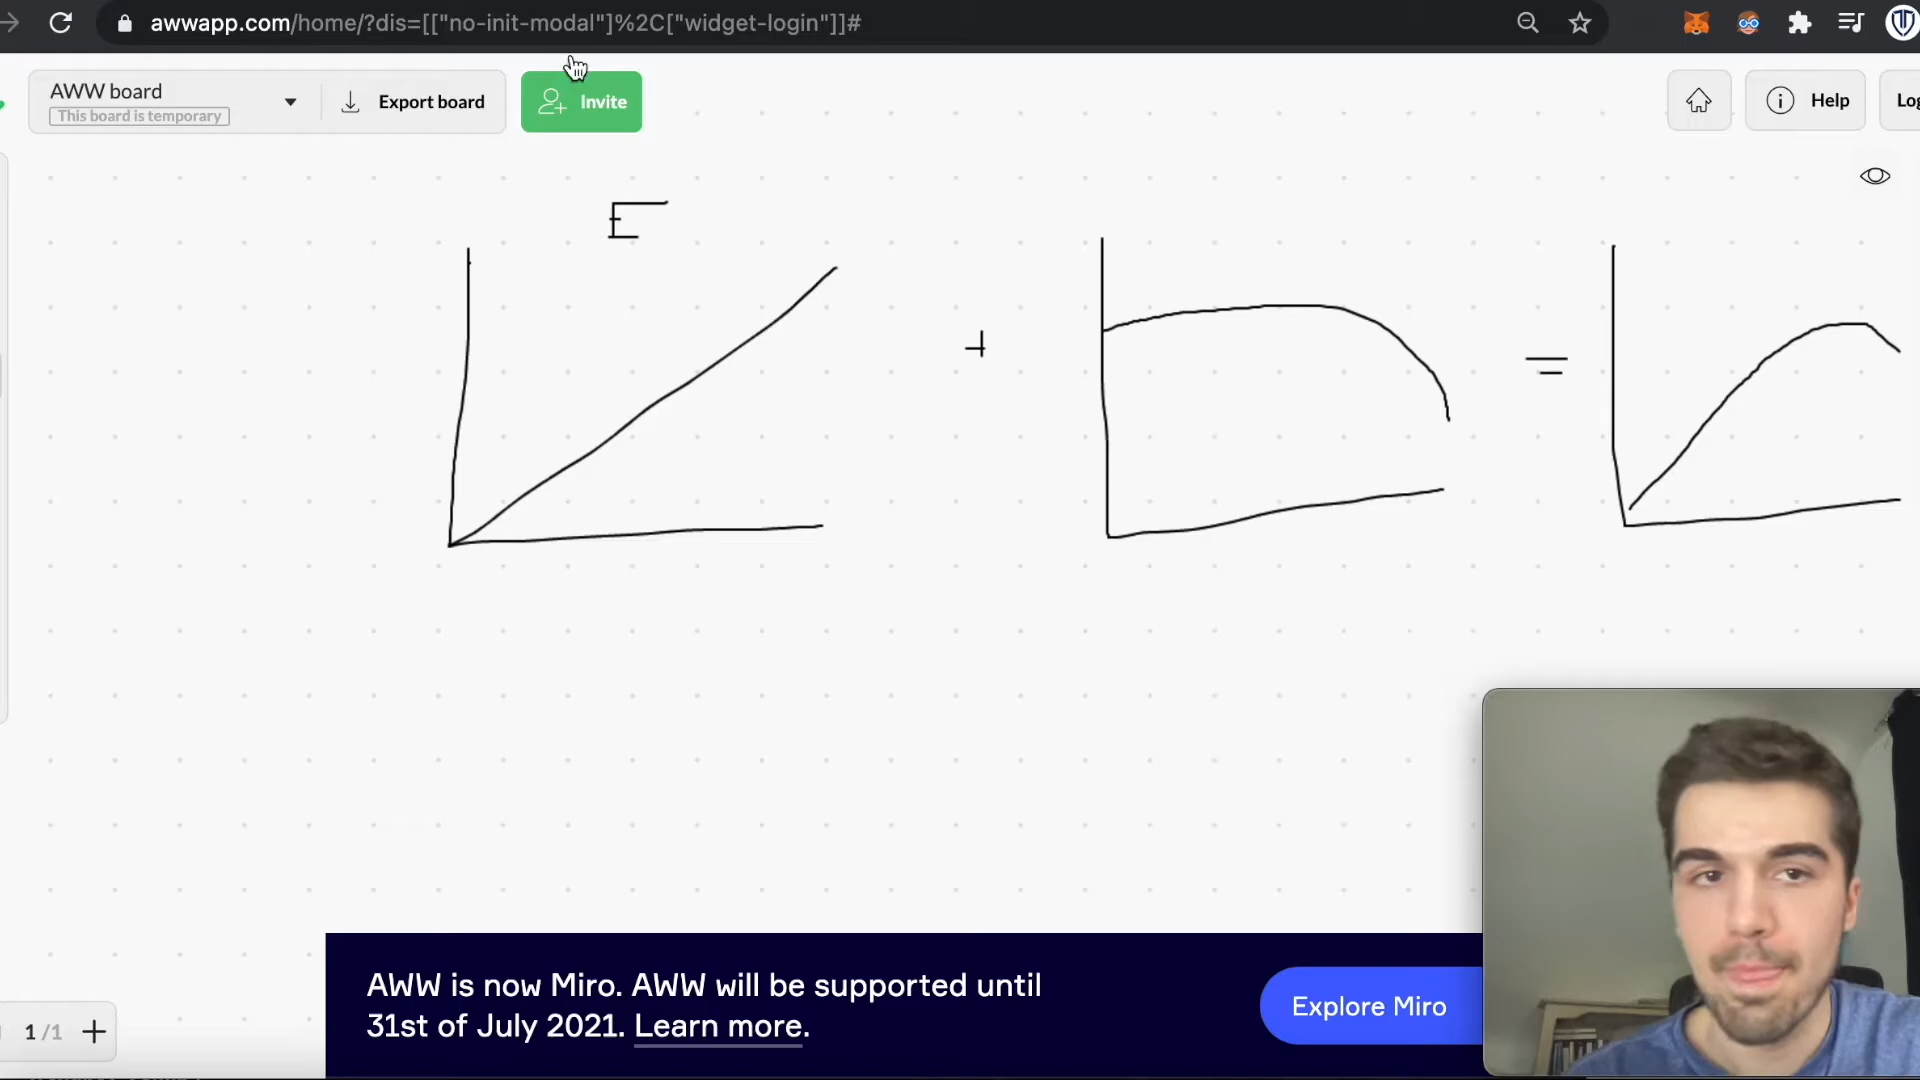 awwapp.com/home/?dis=[["no-init-modal"]%2C["widget-login"]]#
AWW board
This board is temporary
Export board
Invite
Help
Log
E
+
=
AWW is now Miro. AWW will be supported until
31st of July 2021. Learn more.
Explore Miro
1/1